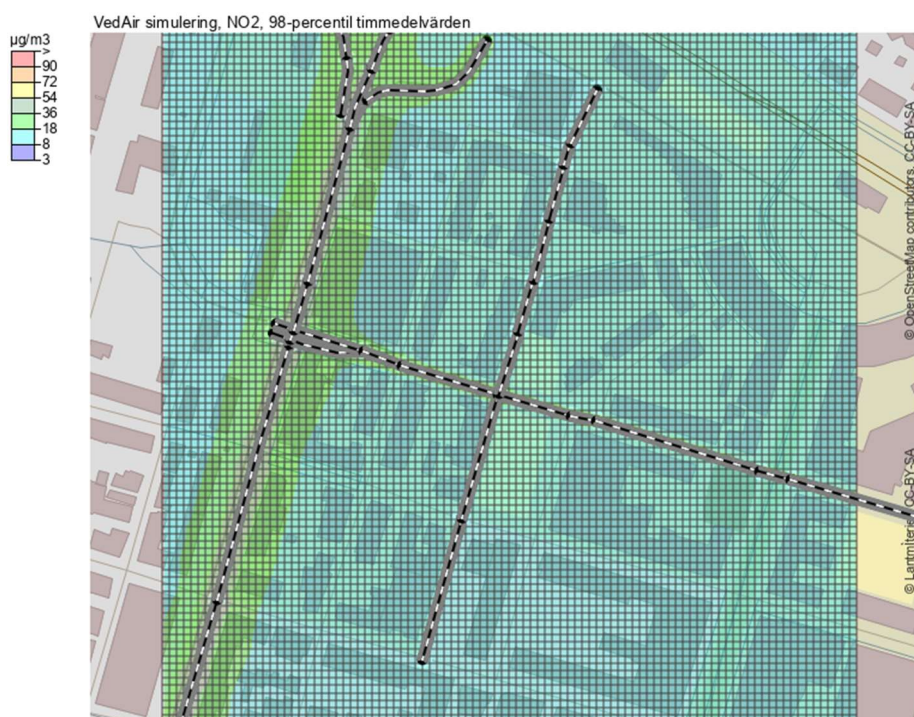 VedAir simulering, NO2, 98-percentil timmedelvärden
µg/m3
>
90
72
54
36
18
8
3
© OpenStreetMap contributors, CC-BY-SA
© Lantmäteriet, CC-BY-SA